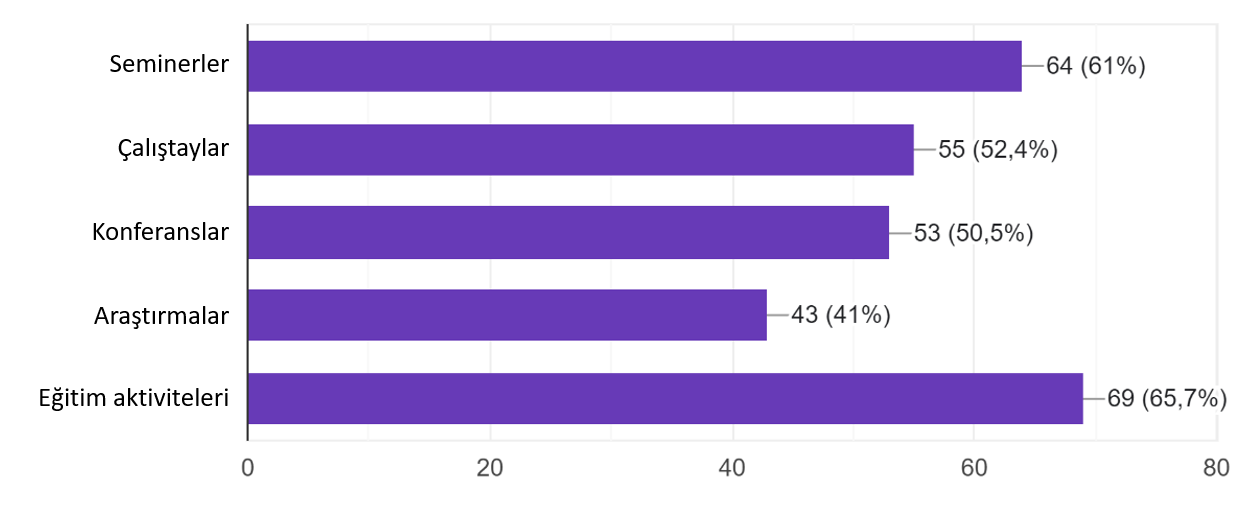 Seminerler 64 (61%)
Çalıştaylar 55 (52,4%)
Konferanslar 53 (50,5%)
Araştırmalar 43 (41%)
Eğitim aktiviteleri 69 (65,7%)
0 20 40 60 80